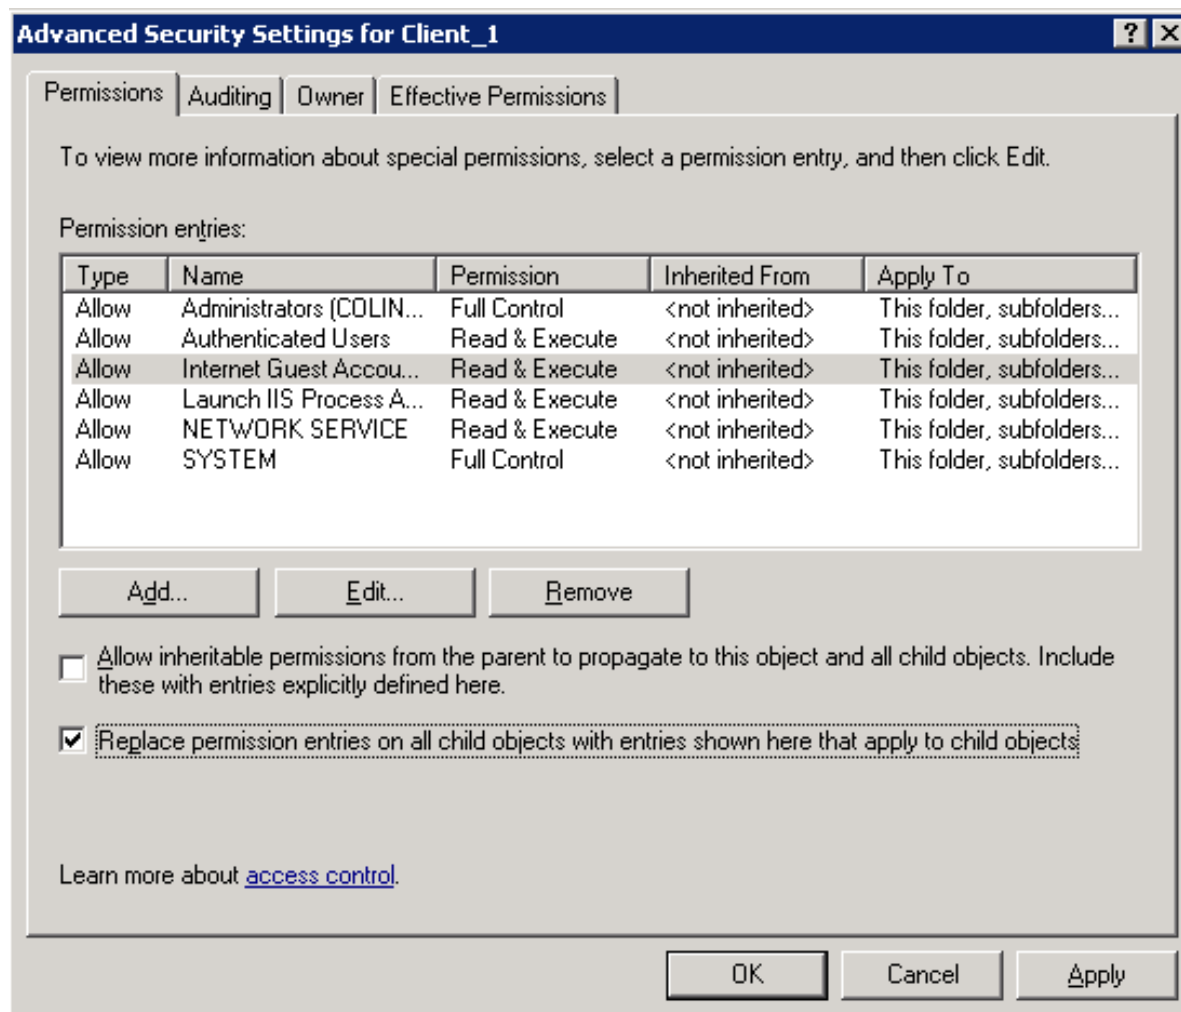 Advanced Security Settings for Client_1
Permissions Auditing Owner Effective Permissions
To view more information about special permissions, select a permission entry, and then click Edit.
Permission entries:
Type Name Permission Inherited From Apply To
Allow Administrators (COLIN... Full Control <not inherited> This folder, subfolders...
Allow Authenticated Users Read & Execute <not inherited> This folder, subfolders...
Allow Internet Guest Accou... Read & Execute <not inherited> This folder, subfolders...
Allow Launch IIS Process A... Read & Execute <not inherited> This folder, subfolders...
Allow NETWORK SERVICE Read & Execute <not inherited> This folder, subfolders...
Allow SYSTEM Full Control <not inherited> This folder, subfolders...
Add... Edit... Remove
Allow inheritable permissions from the parent to propagate to this object and all child objects. Include
these with entries explicitly defined here.
Replace permission entries on all child objects with entries shown here that apply to child objects
Learn more about access control.
OK Cancel Apply